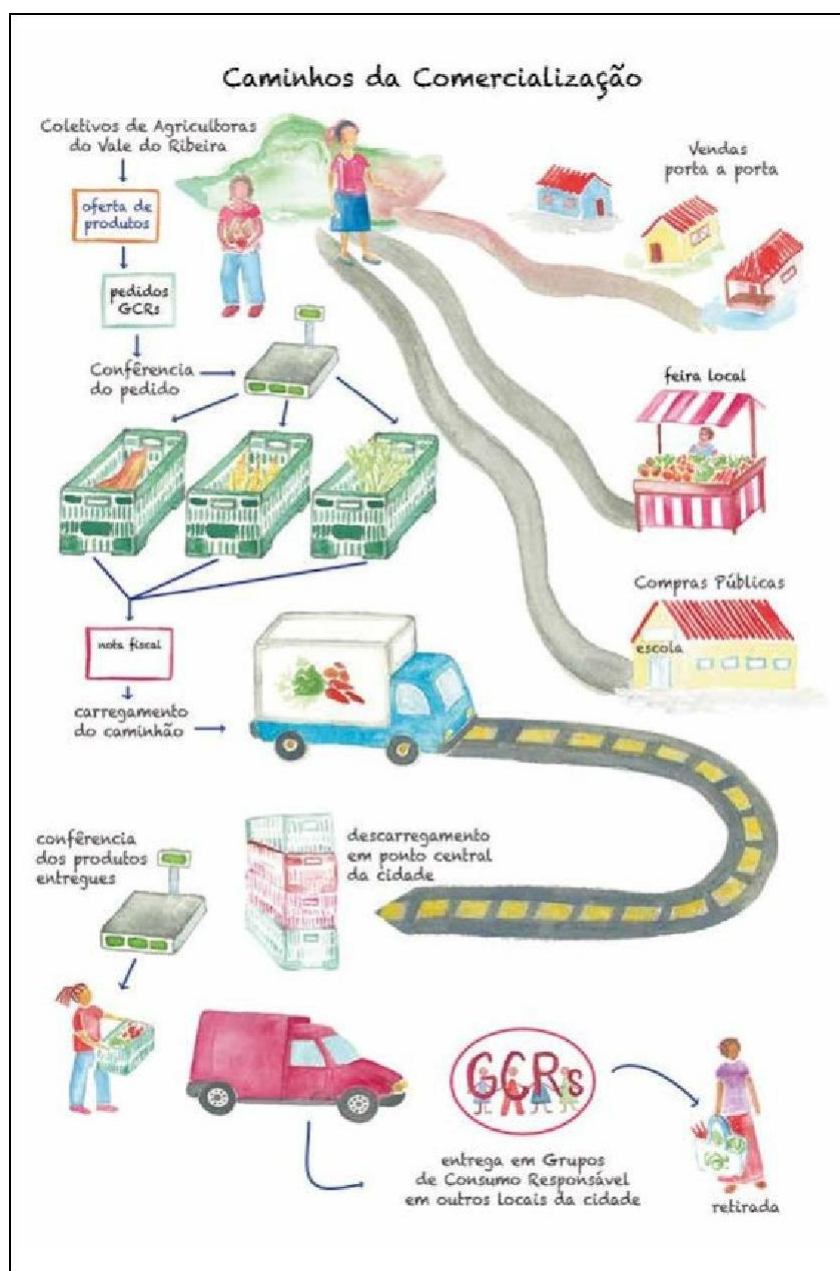 Caminhos da Comercialização
Coletivos de Agricultoras
do Vale do Ribeira
oferta de
produtos
pedidos
GCRs
Conferência
do pedido
Vendas
porta a porta
feira local
Compras Públicas
escola
nota fiscal
carregamento
do caminhão
conferência
dos produtos
entregues
descarregamento
em ponto central
da cidade
GCRs
entrega em Grupos
de Consumo Responsável
em outros locais da cidade
retirada